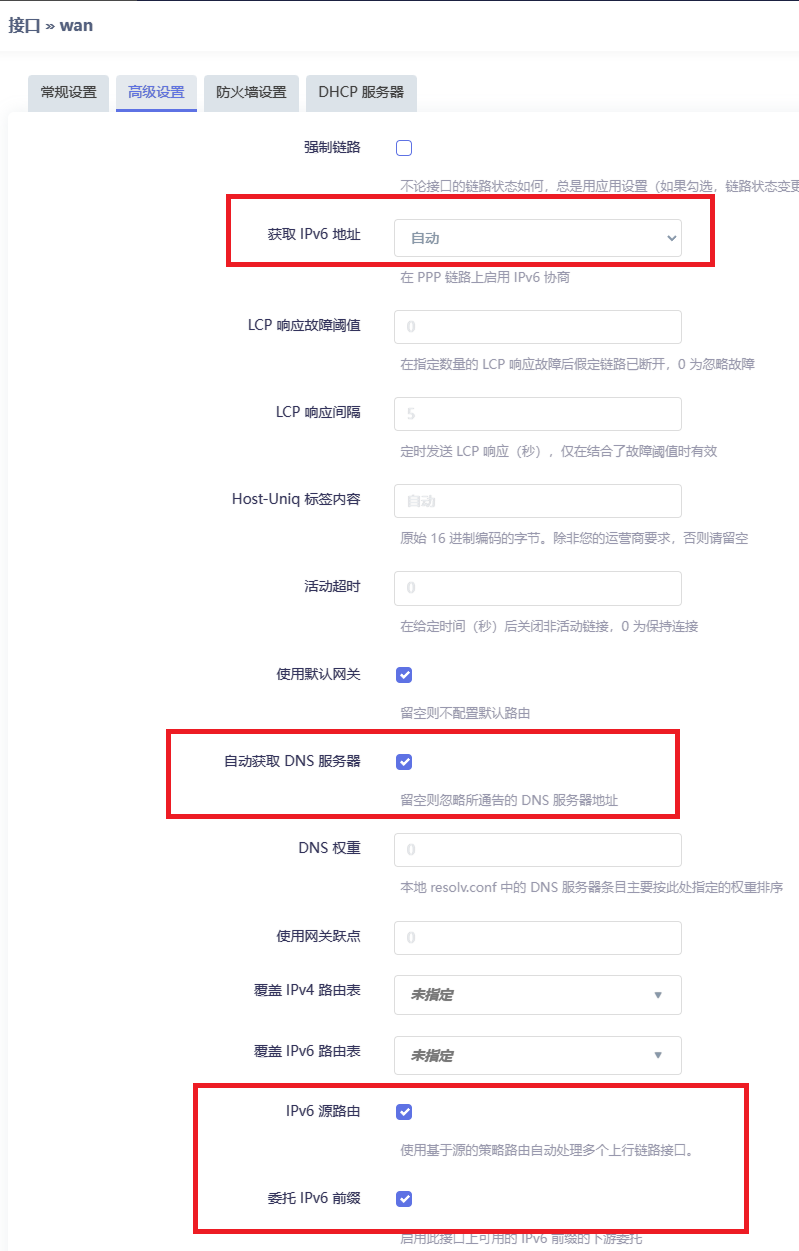 接口 » wan
常规设置 高级设置 防火墙设置 DHCP 服务器
强制链路
不论接口的链路状态如何，总是用应用设置（如果勾选，链路状态变更
获取 IPv6 地址 自动
在 PPP 链路上启用 IPv6 协商
LCP 响应故障阈值 0
在指定数量的 LCP 响应故障后假定链路已断开，0 为忽略故障
LCP 响应间隔 5
定时发送 LCP 响应（秒），仅在结合了故障阈值时有效
Host-Uniq 标签内容 自动
原始 16 进制编码的字节。除非您的运营商要求，否则请留空
活动超时 0
在给定时间（秒）后关闭非活动链接，0 为保持连接
使用默认网关
留空则不配置默认路由
自动获取 DNS 服务器
留空则忽略所通告的 DNS 服务器地址
DNS 权重 0
本地 resolv.conf 中的 DNS 服务器条目主要按此处指定的权重排序
使用网关跃点 0
覆盖 IPv4 路由表 未指定
覆盖 IPv6 路由表 未指定
IPv6 源路由
使用基于源的策略路由自动处理多个上行链路接口。
委托 IPv6 前缀
启用此接口上可用的 IPv6 前缀的下游委托